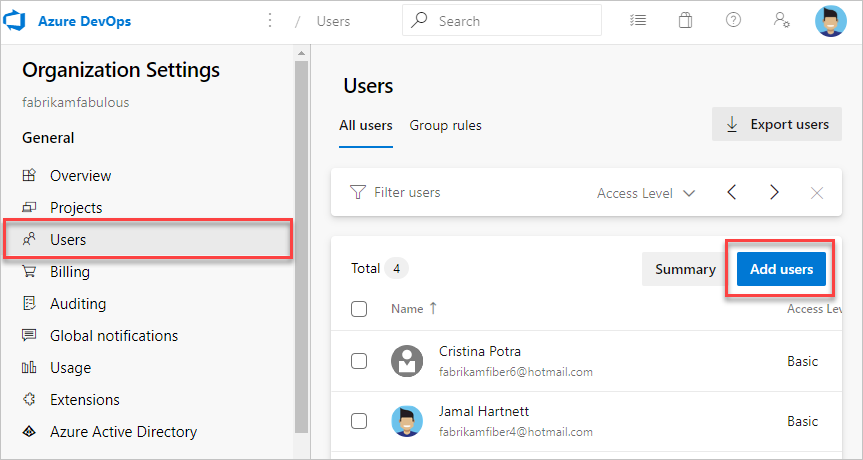 Azure DevOps / Users Search
Organization Settings
fabrikamfabulous
General
Overview
Projects
Users
Billing
Auditing
Global notifications
Usage
Extensions
Azure Active Directory
Users
All users Group rules
Export users
Filter users Access Level
Total 4 Summary Add users
Name ↑ Access Lev
Cristina Potra
fabrikamfiber6@hotmail.com
Basic
Jamal Hartnett
fabrikamfiber4@hotmail.com
Basic